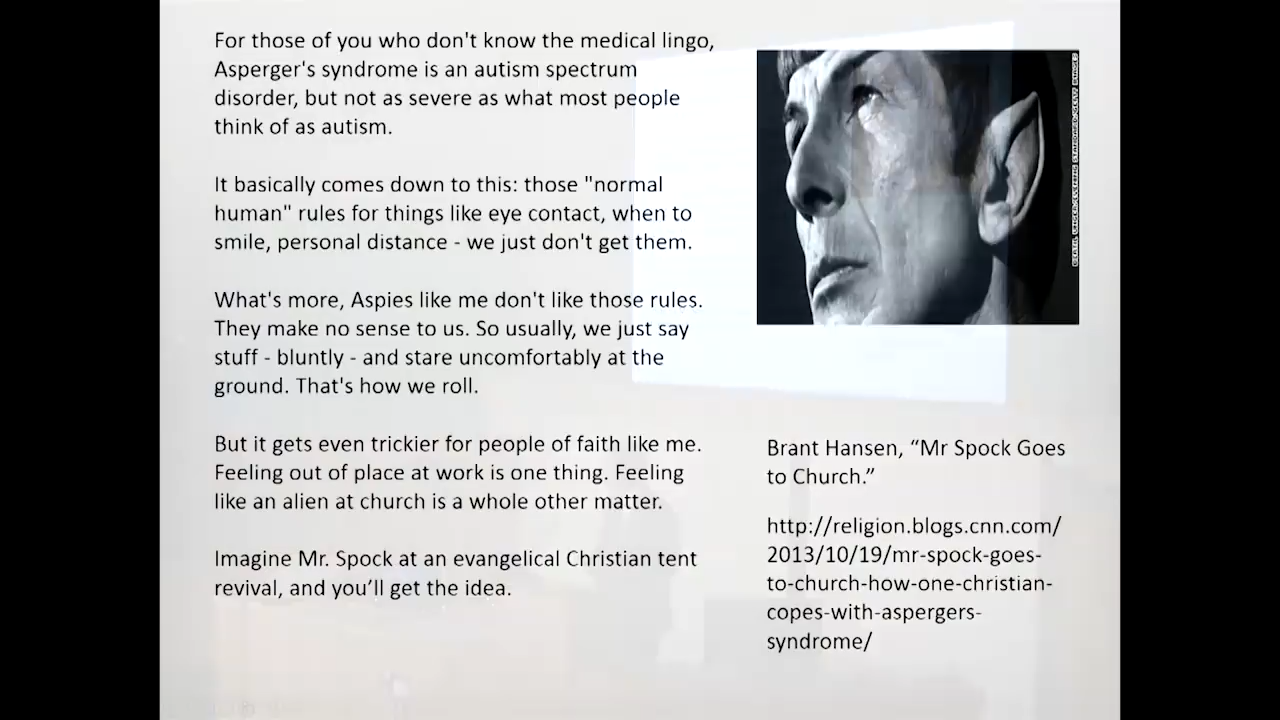 For those of you who don't know the medical lingo,
Asperger's syndrome is an autism spectrum
disorder, but not as severe as what most people
think of as autism.
It basically comes down to this: those "normal
human" rules for things like eye contact, when to
smile, personal distance - we just don't get them.
What's more, Aspies like me don't like those rules.
They make no sense to us. So usually, we just say
stuff - bluntly - and stare uncomfortably at the
ground. That's how we roll.
But it gets even trickier for people of faith like me.
Feeling out of place at work is one thing. Feeling
like an alien at church is a whole other matter.
Imagine Mr. Spock at an evangelical Christian tent
revival, and you’ll get the idea.
Brant Hansen, “Mr Spock Goes
to Church.”
http://religion.blogs.cnn.com/
2013/10/19/mr-spock-goes-
to-church-how-one-christian-
copes-with-aspergers-
syndrome/